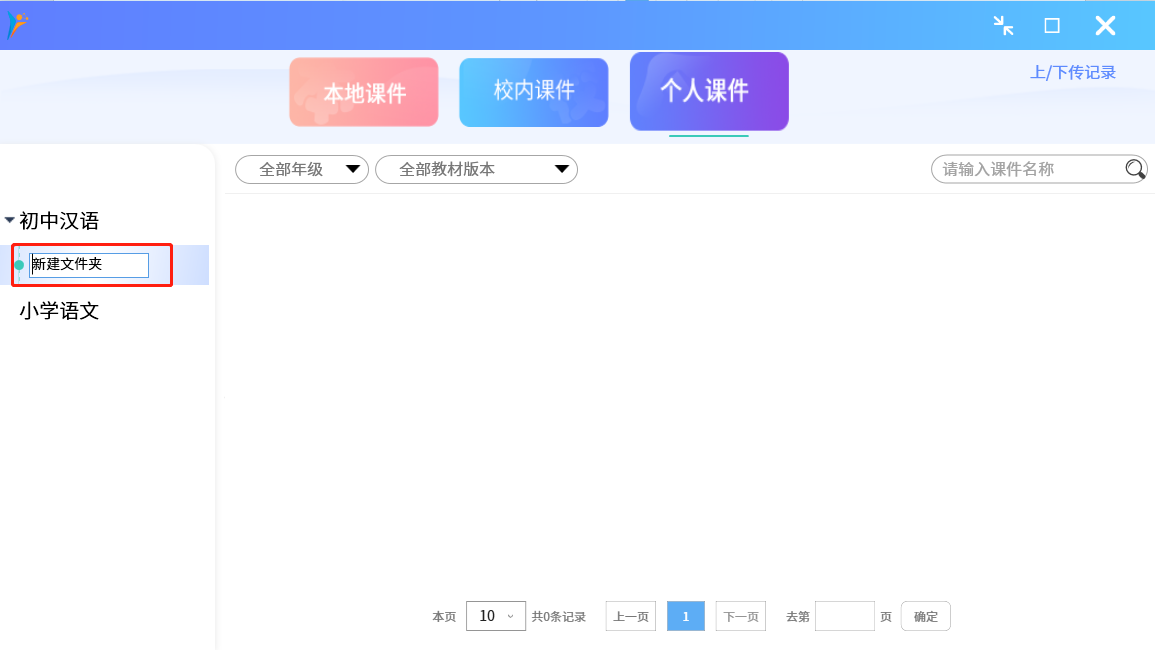 本地课件 校内课件 个人课件 上/下传记录
全部年级 全部教材版本 请输入课件名称
初中汉语
新建文件夹
小学语文
本页 10 共0条记录 上一页 1 下一页 去第 页 确定